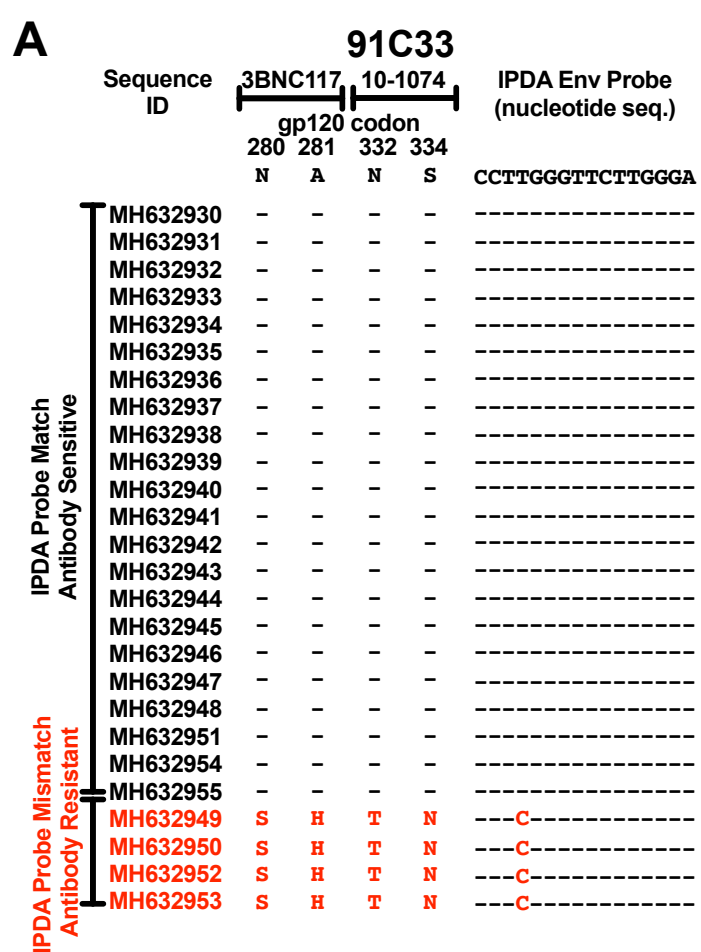 A
91C33
Sequence ID
3BNC117 10-1074
IPDA Env Probe
(nucleotide seq.)
gp120 codon
280 281 332 334
N A N S CCTTGGGTTCTTGGGA
IPDA Probe Match
Antibody Sensitive
MH632930 - - - - ----------------
MH632931 - - - - ----------------
MH632932 - - - - ----------------
MH632933 - - - - ----------------
MH632934 - - - - ----------------
MH632935 - - - - ----------------
MH632936 - - - - ----------------
MH632937 - - - - ----------------
MH632938 - - - - ----------------
MH632939 - - - - ----------------
MH632940 - - - - ----------------
MH632941 - - - - ----------------
MH632942 - - - - ----------------
MH632943 - - - - ----------------
MH632944 - - - - ----------------
MH632945 - - - - ----------------
MH632946 - - - - ----------------
MH632947 - - - - ----------------
MH632948 - - - - ----------------
MH632951 - - - - ----------------
MH632954 - - - - ----------------
MH632955 - - - - ----------------
IPDA Probe Mismatch
Antibody Resistant
MH632949 S H T N ---C------------
MH632950 S H T N ---C------------
MH632952 S H T N ---C------------
MH632953 S H T N ---C------------